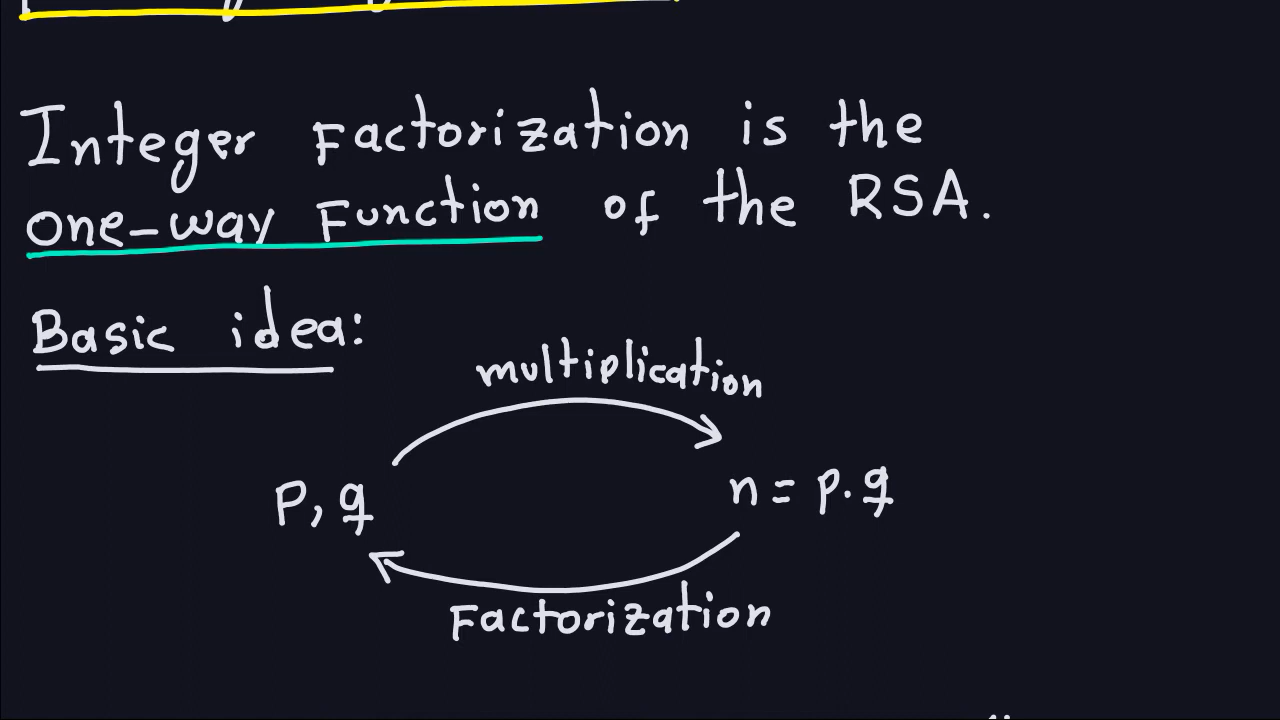 Integer Factorization is the
one-way Function of the RSA.
Basic idea:
multiplication
P, q
n = p.q
Factorization